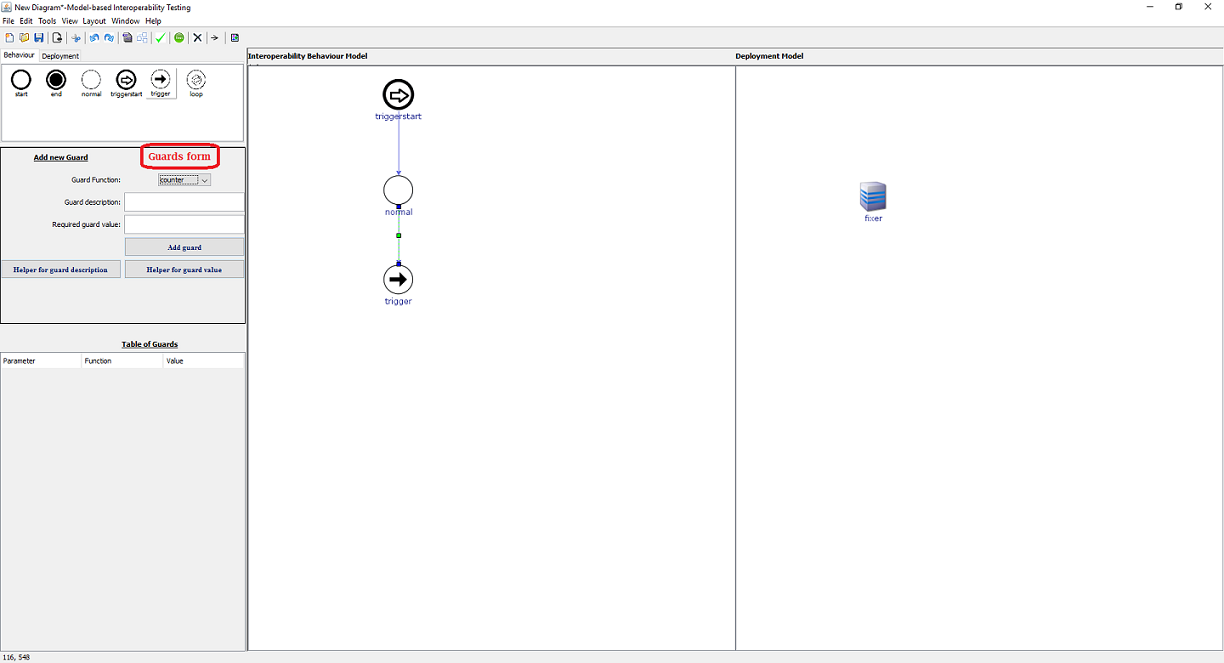 New Diagram*-Model-based Interoperability Testing
File Edit Tools View Layout Window Help
Behaviour Deployment
start end normal triggerstart trigger loop
Add new Guard
Guards form
Guard Function: counter
Guard description:
Required guard value:
Add guard
Helper for guard description Helper for guard value
Table of Guards
Parameter Function Value
Interoperability Behaviour Model
triggerstart
normal
trigger
Deployment Model
fixer
116, 548